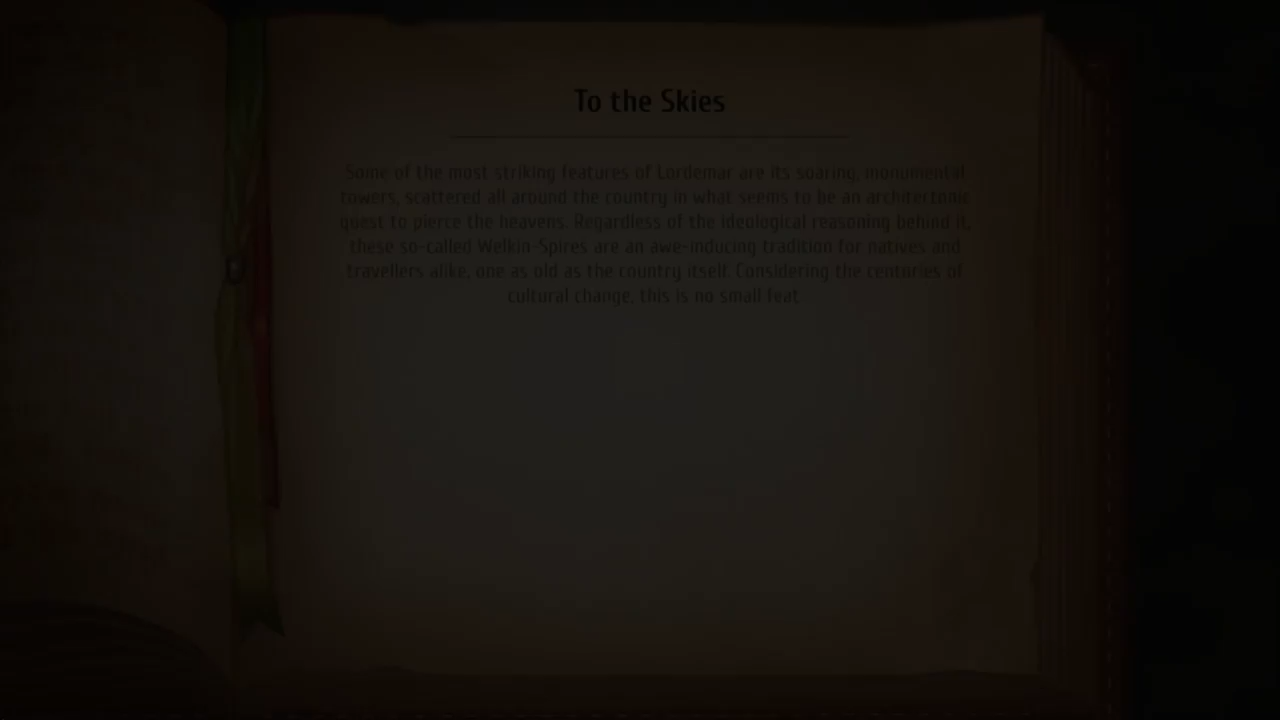 To the Skies
Some of the most striking features of Lordemar are its soaring, monumental
towers, scattered all around the country in what seems to be an architectonic
quest to pierce the heavens. Regardless of the ideological reasoning behind it,
these so-called Welkin-Spires are an awe-inducing tradition for natives and
travellers alike, one as old as the country itself. Considering the centuries of
cultural change, this is no small feat